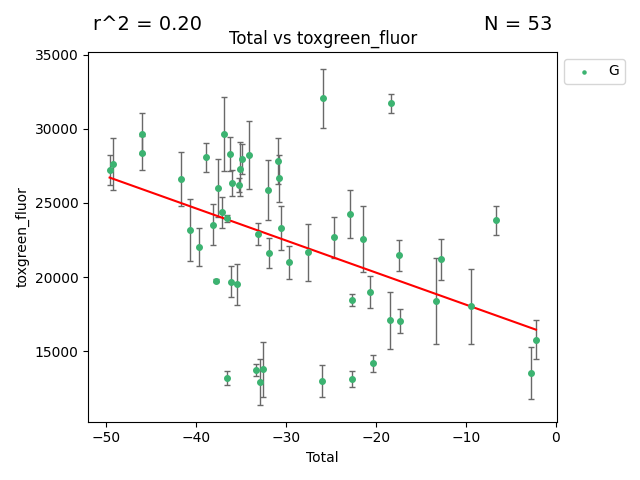 r^2 = 0.20
N = 53
Total vs toxgreen_fluor
G
35000
30000
25000
20000
15000
toxgreen_fluor
−50
−40
−30
−20
−10
0
Total